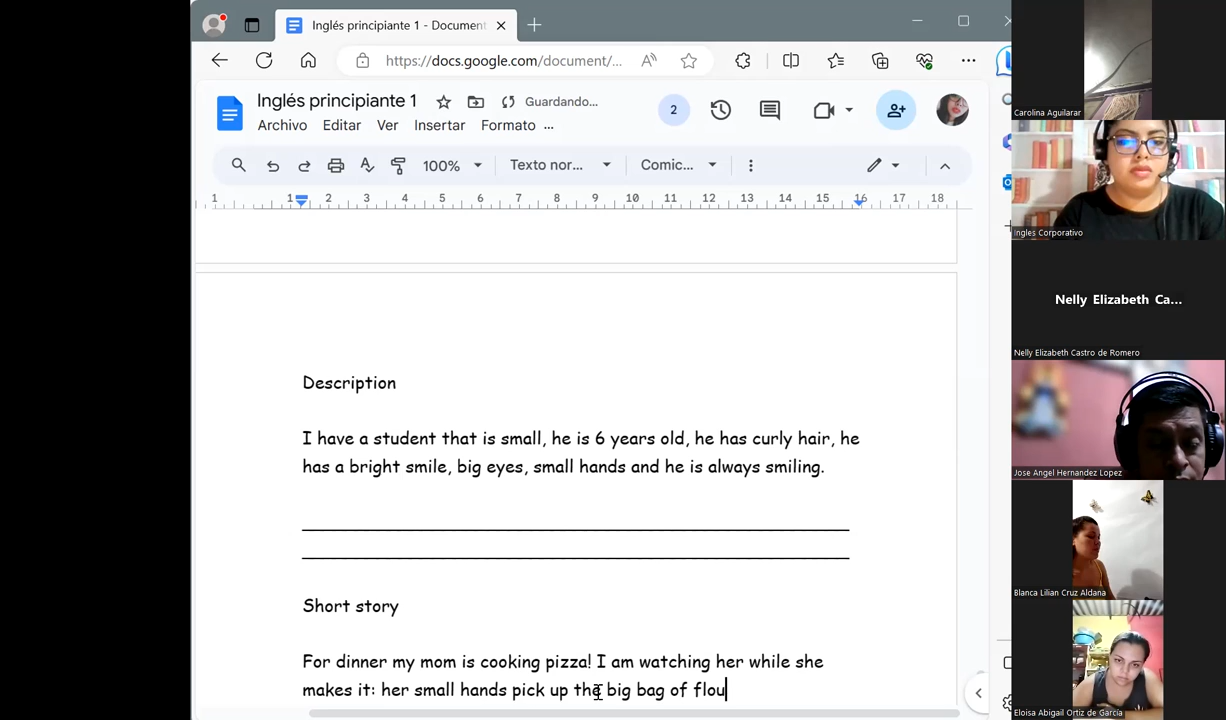 Inglés principiante 1 - Document
https://docs.google.com/document/...
Inglés principiante 1
Guardando...
2
Archivo Editar Ver Insertar Formato ...
100% Texto nor... Comic...
1 1 2 3 4 5 6 7 8 9 10 11 12 13 14 15 16 17 18
Description
I have a student that is small, he is 6 years old, he has curly hair, he
has a bright smile, big eyes, small hands and he is always smiling.
Short story
For dinner my mom is cooking pizza! I am watching her while she
makes it: her small hands pick up the big bag of flou
Carolina Aguilarar
Ingles Corporativo
Nelly Elizabeth Ca...
Nelly Elizabeth Castro de Romero
Jose Angel Hernandez Lopez
Blanca Lilian Cruz Aldana
Eloisa Abigail Ortiz de García